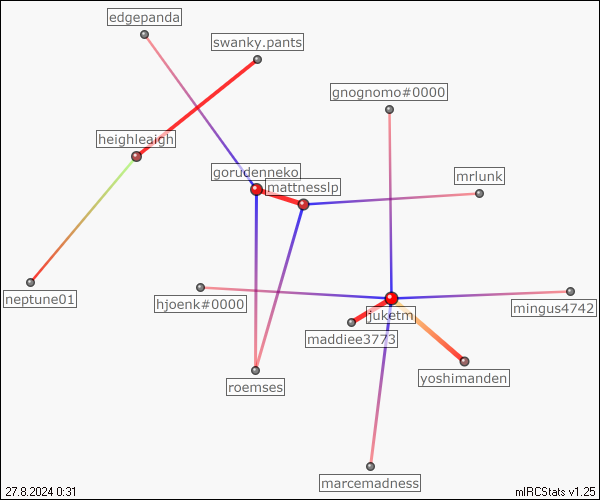 edgepanda
swanky.pants
gnognomo#0000
heighleaigh
gorudenneko
mrlunk
mattnesslp
neptune01
hjoenk#0000
mingus4742
juketm
maddiee3773
yoshimanden
roemses
marcemadness
27.8.2024 0:31
mIRCStats v1.25